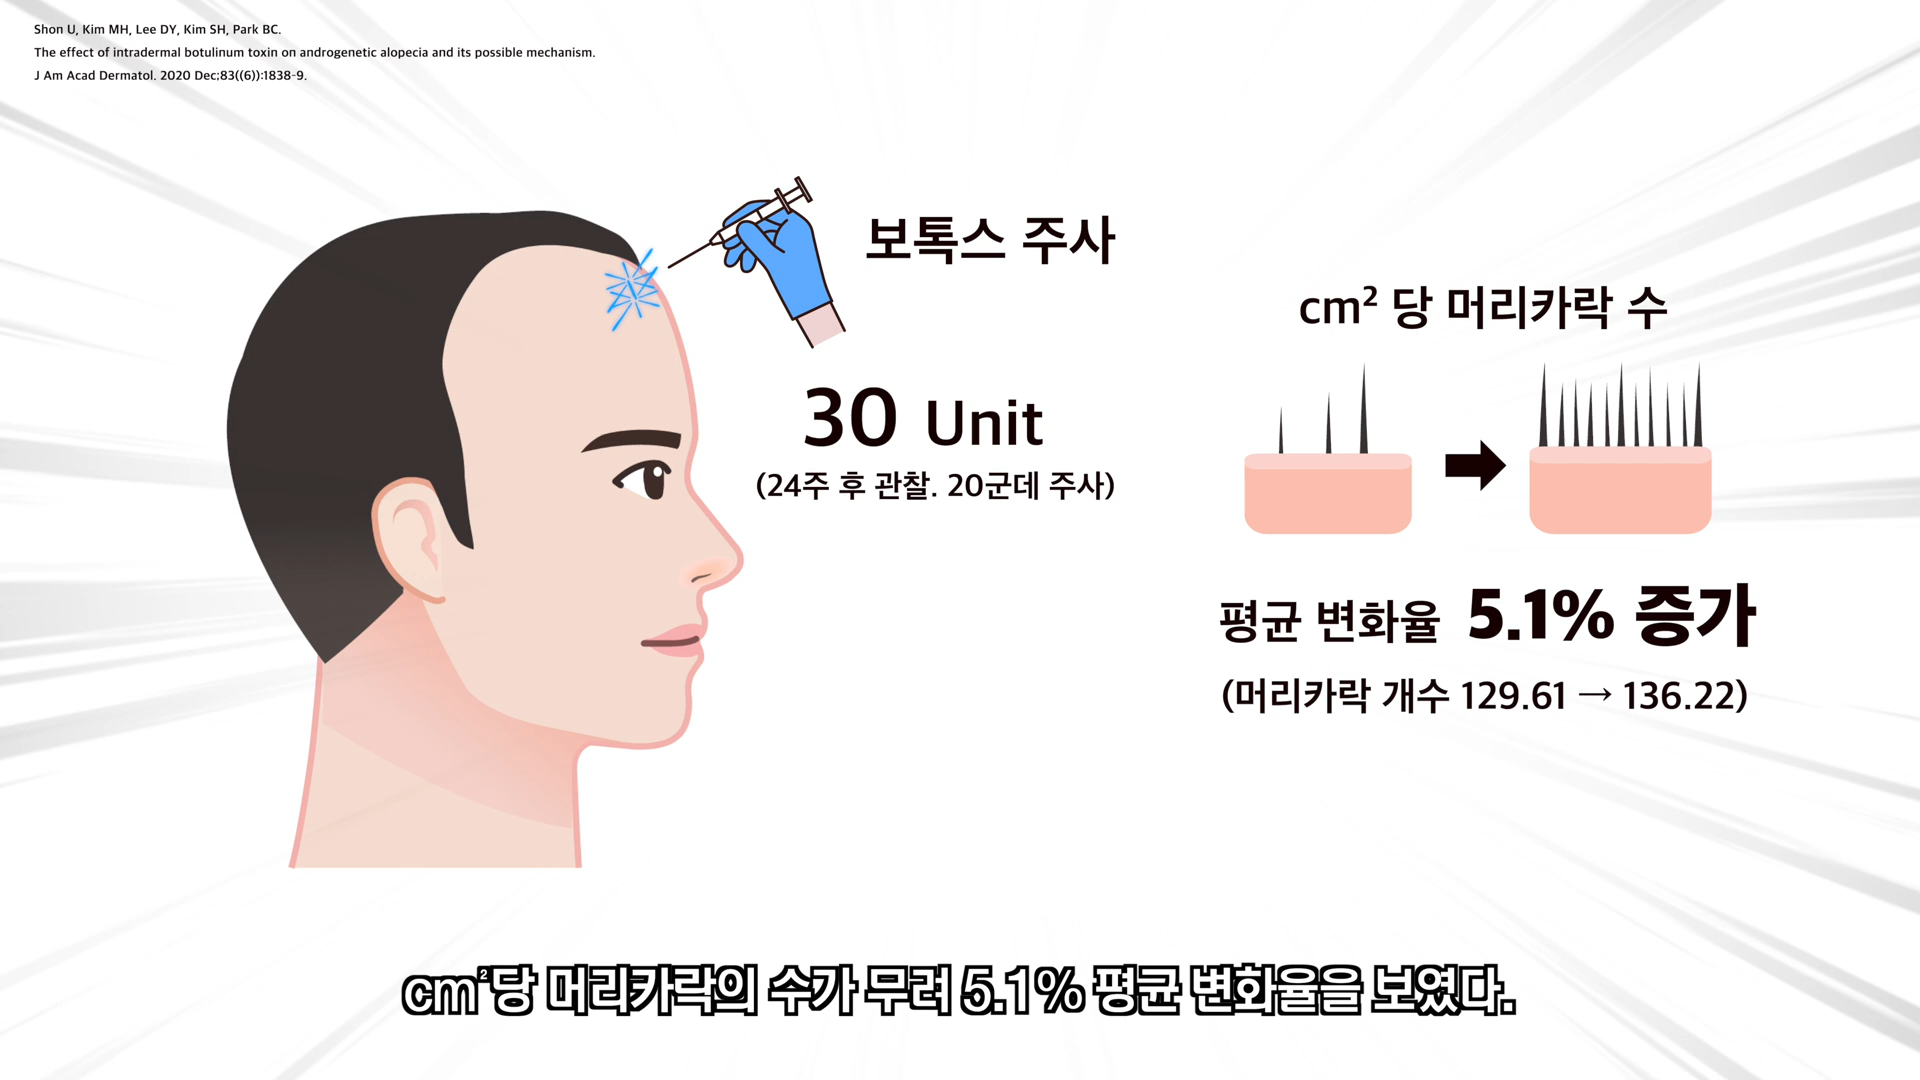 Shon U, Kim MH, Lee DY, Kim SH, Park BC.
The effect of intradermal botulinum toxin on androgenetic alopecia and its possible mechanism.
J Am Acad Dermatol. 2020 Dec;83((6)):1838-9.
보톡스 주사
30 Unit
(24주 후 관찰. 20군데 주사)
cm² 당 머리카락 수
평균 변화율 5.1% 증가
(머리카락 개수 129.61 → 136.22)
cm²당 머리카락의 수가 무려 5.1% 평균 변화율을 보였다.